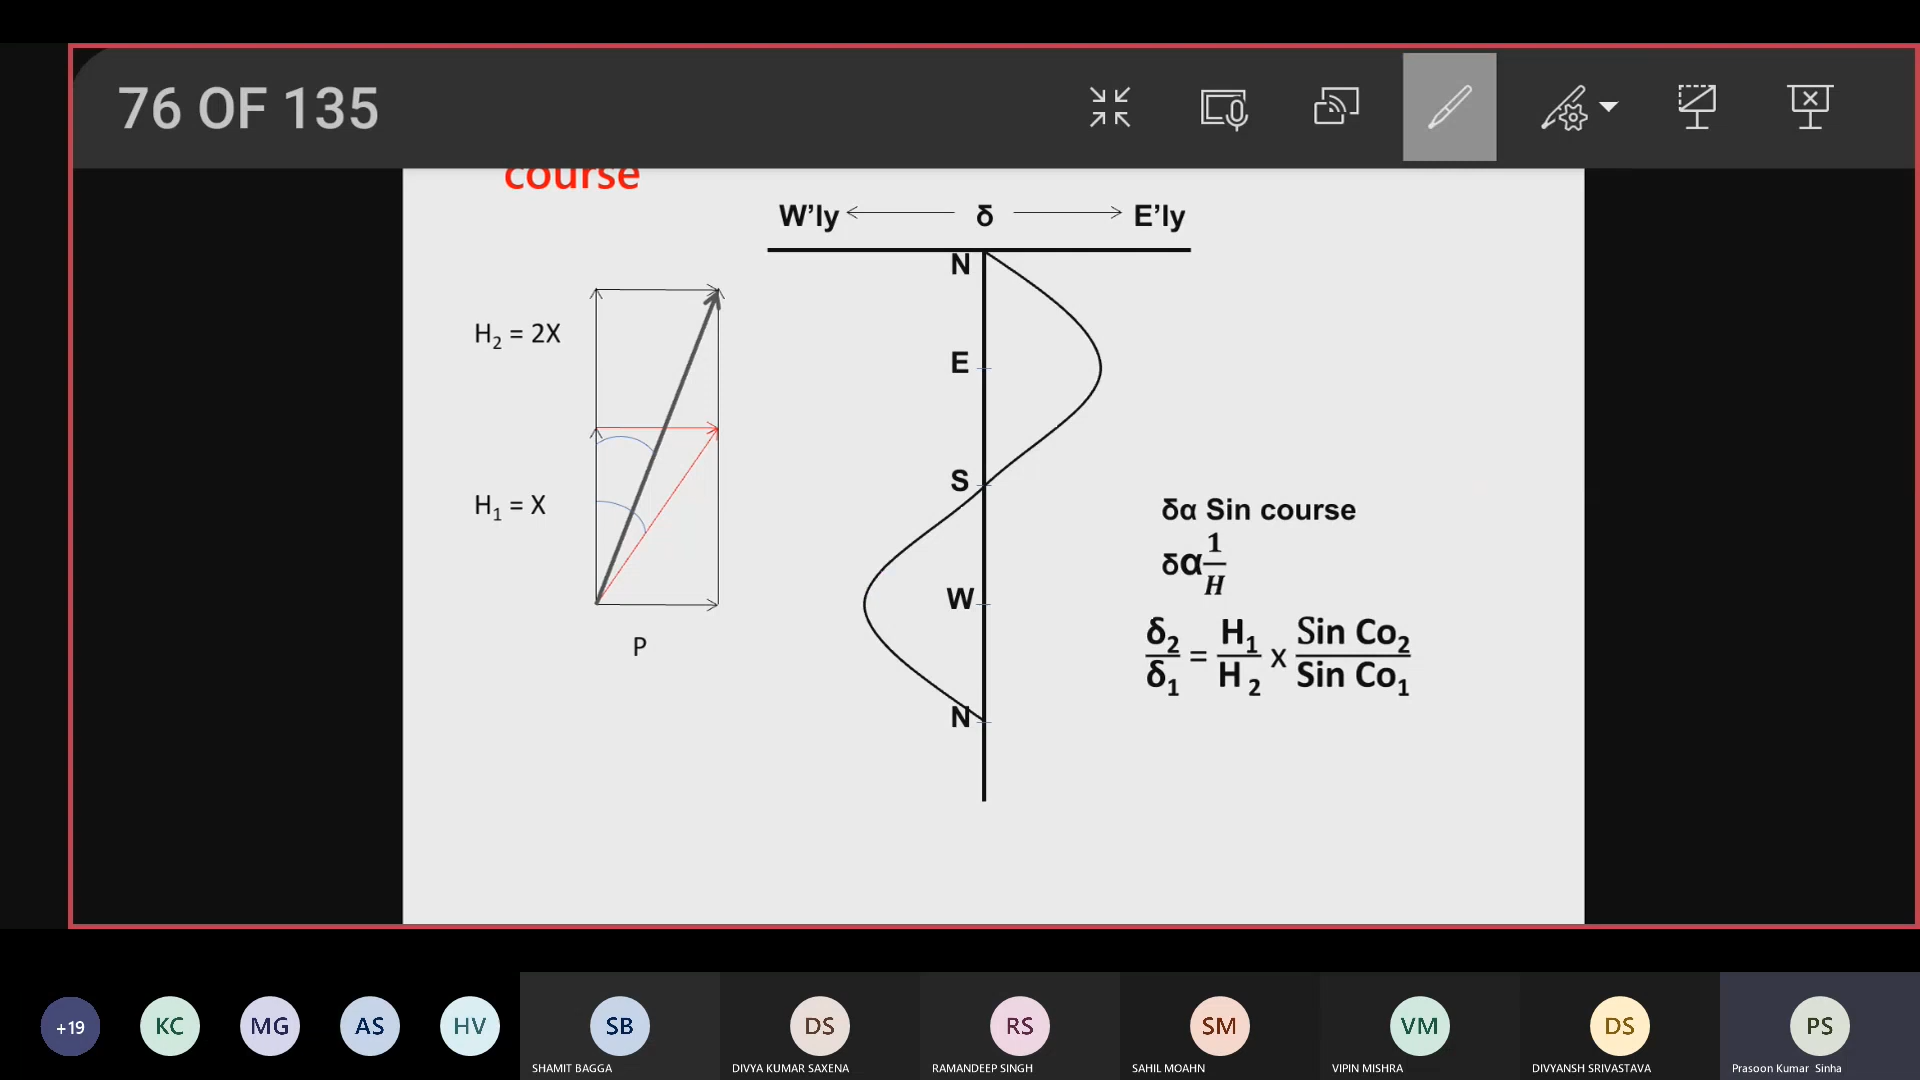 76 OF 135
course
W'ly δ E'ly
N
E
S
W
N
H₂ = 2X
H₁ = X
P
δα Sin course
δα 1/H
δ₂/δ₁ = H₁/H₂ x Sin Co₂/Sin Co₁
+19
KC
MG
AS
HV
SB
SHAMIT BAGGA
DS
DIVYA KUMAR SAXENA
RS
RAMANDEEP SINGH
SM
SAHIL MOAHN
VM
VIPIN MISHRA
DS
DIVYANSH SRIVASTAVA
PS
Prasoon Kumar Sinha